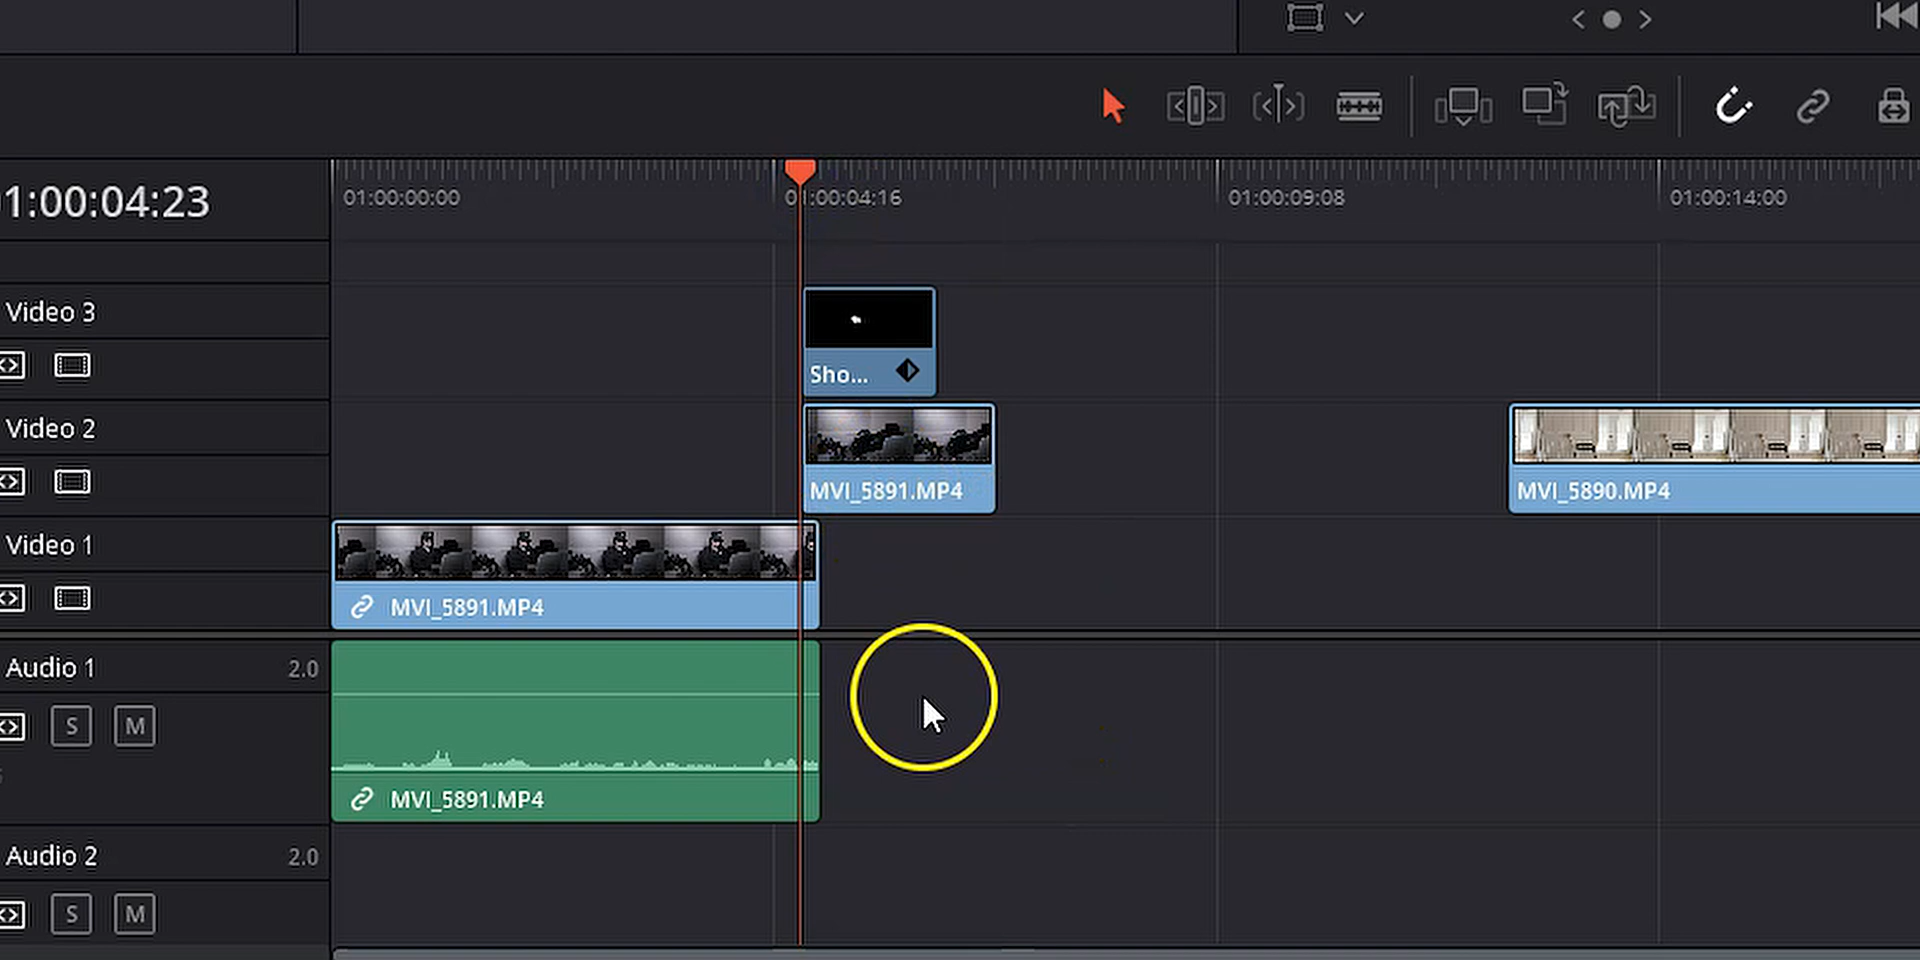 1:00:04:23
01:00:00:00
01:00:04:16
01:00:09:08
01:00:14:00
Video 3
Sho...
Video 2
MVI_5891.MP4
MVI_5890.MP4
Video 1
MVI_5891.MP4
Audio 1 2.0
S M
MVI_5891.MP4
Audio 2 2.0
S M